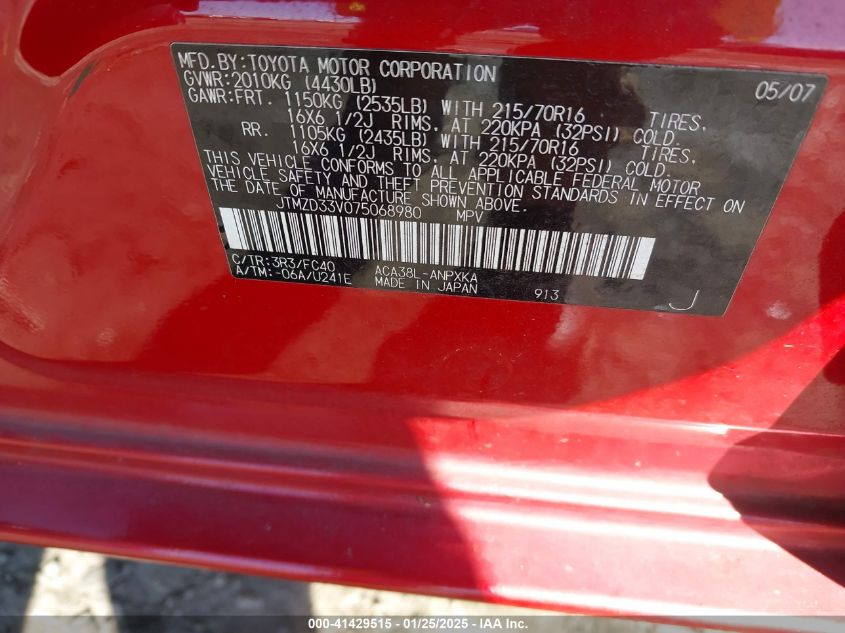 MFD.BY:TOYOTA MOTOR CORPORATION 05/07
GVWR:2010KG (4430LB)
GAWR:FRT. 1150KG (2535LB) WITH 215/70R16 TIRES,
16X6 1/2J RIMS, AT 220KPA (32PSI) COLD.
RR. 1105KG (2435LB) WITH 215/70R16 TIRES,
16X6 1/2J RIMS, AT 220KPA (32PSI) COLD.
THIS VEHICLE CONFORMS TO ALL APPLICABLE FEDERAL MOTOR
VEHICLE SAFETY AND THEFT PREVENTION STANDARDS IN EFFECT ON
THE DATE OF MANUFACTURE SHOWN ABOVE.
JTMZD33V075068980 MPV
C/TR:3R3/FC40 ACA38L-ANPXKA
A/TM:-06A/U241E MADE IN JAPAN 913 J
000-41429515 - 01/25/2025 - IAA Inc.